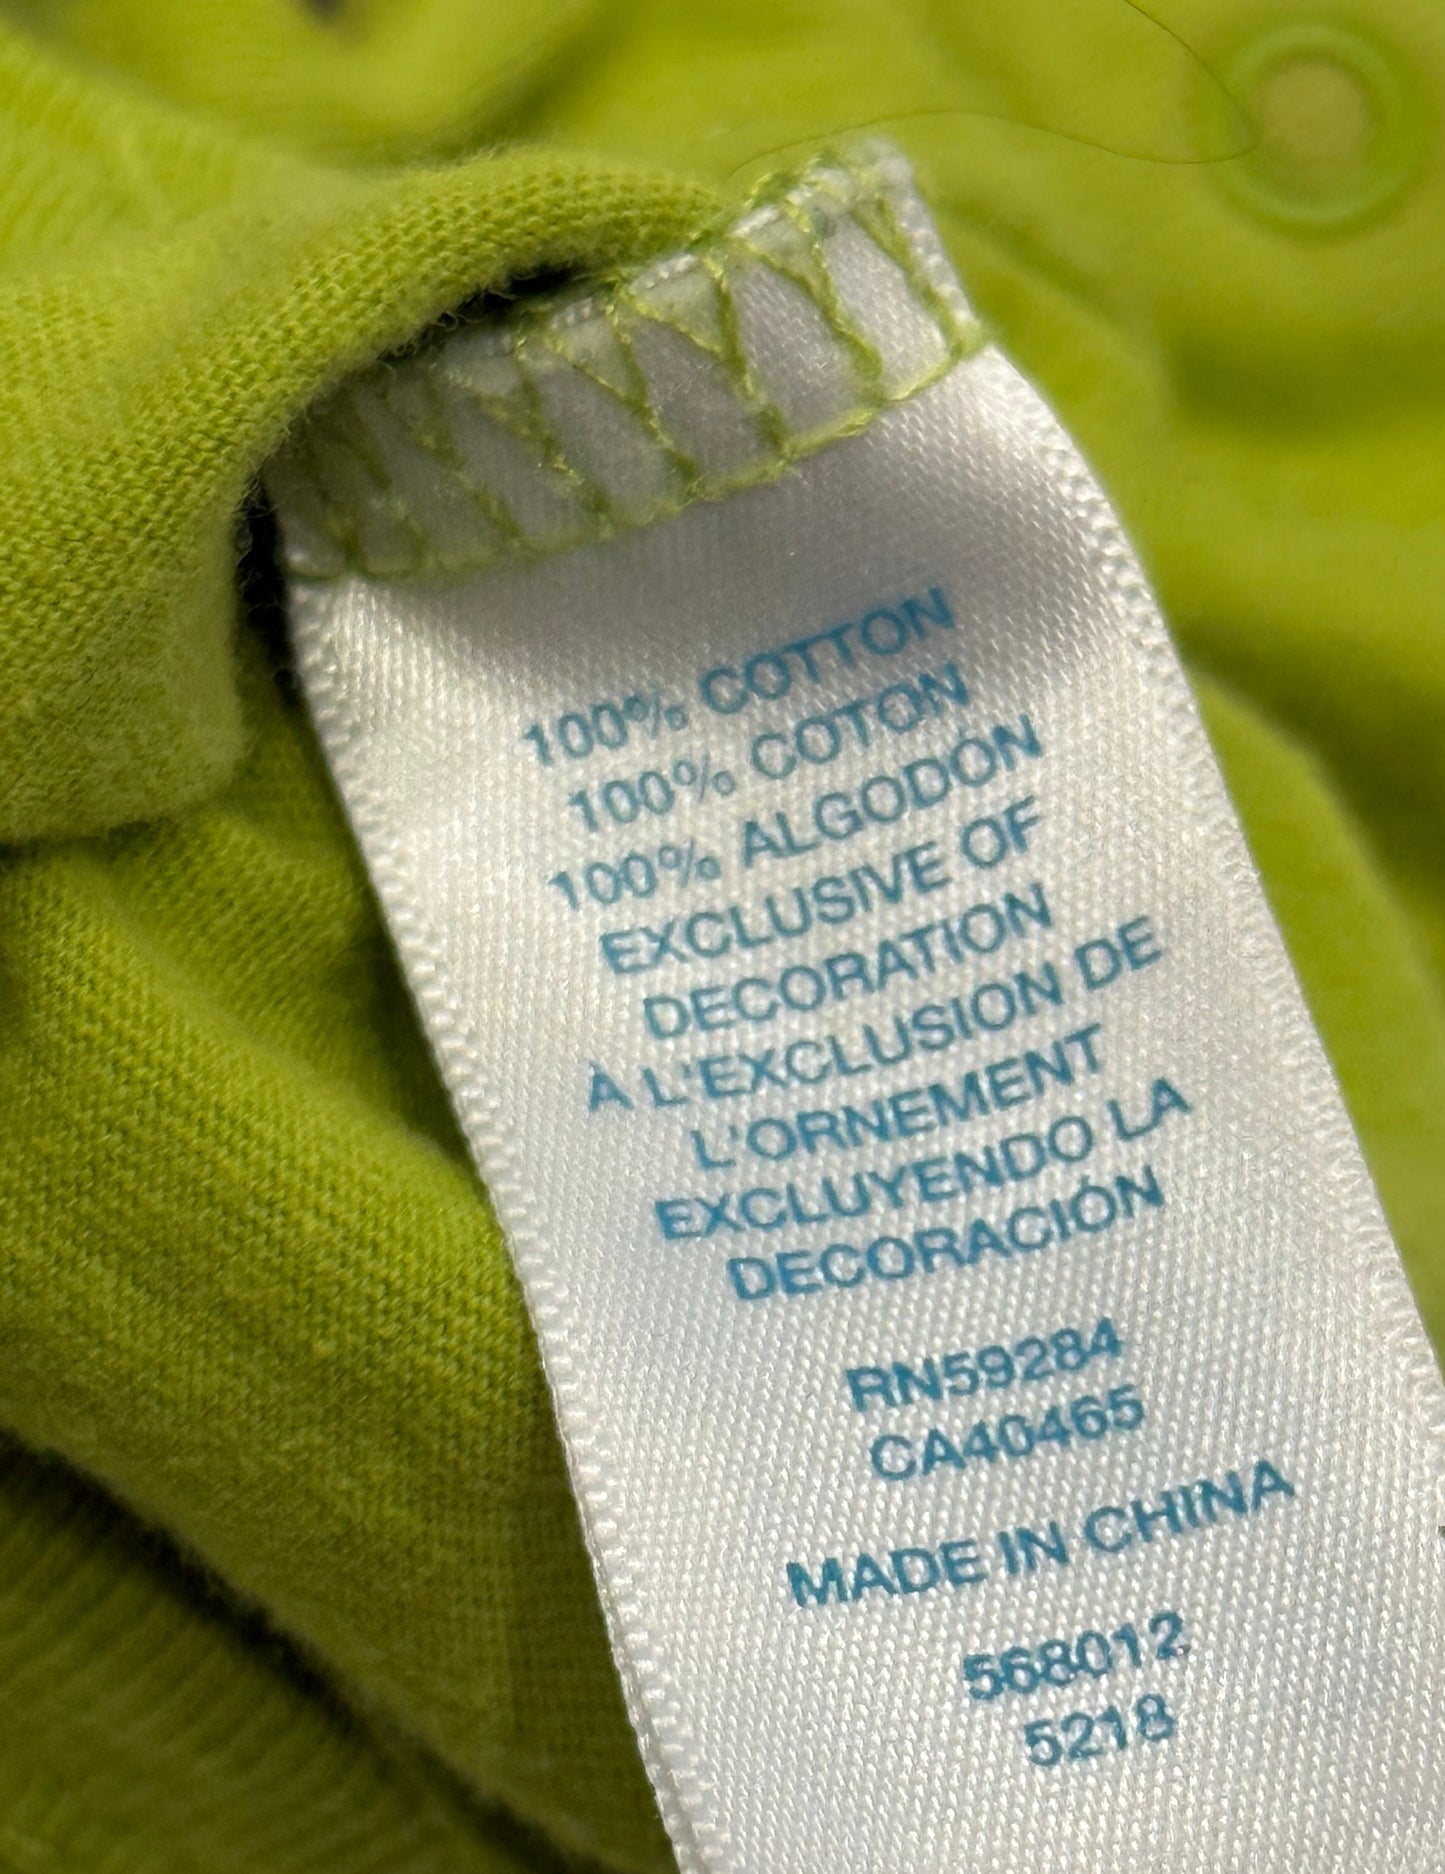 100% COTTON
100% COTON
100% ALGODÓN
EXCLUSIVE OF
DECORATION
À L'EXCLUSION DE
L'ORNEMENT
EXCLUYENDO LA
DECORACIÓN
RN59284
CA40465
MADE IN CHINA
568012
5218